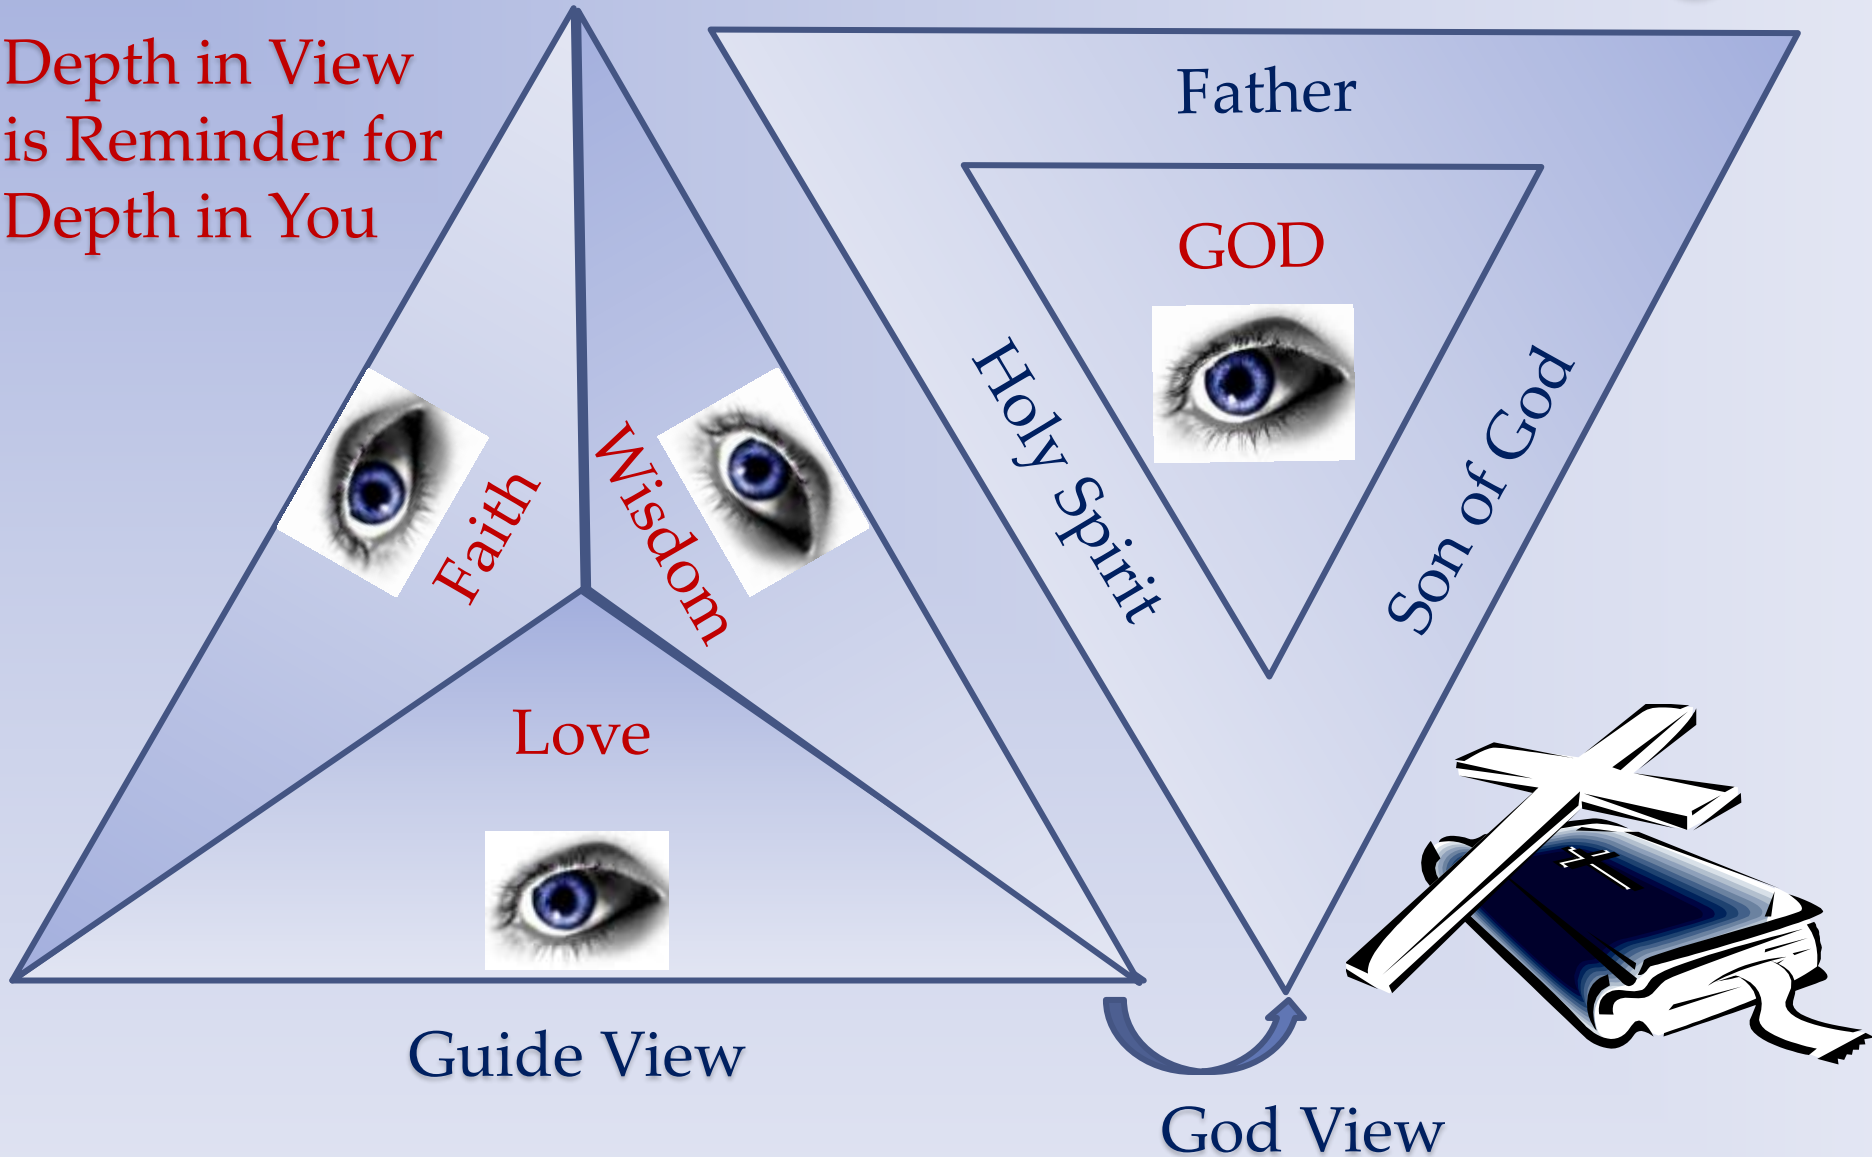 Depth in View
is Reminder for
Depth in You
Faith
Wisdom
Love
Guide View
Father
GOD
Holy Spirit
Son of God
God View